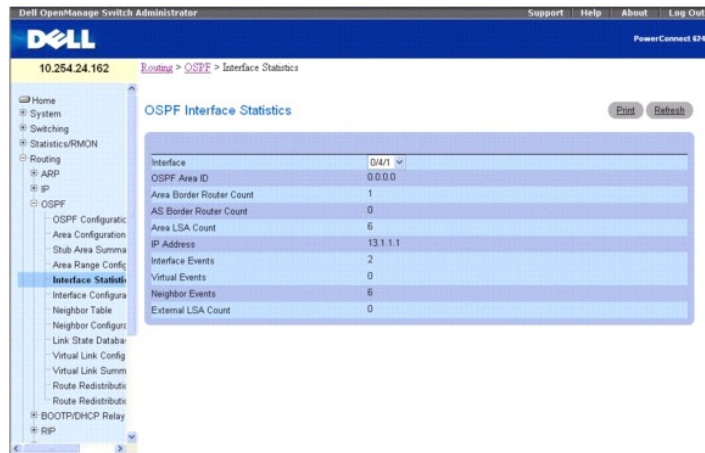 Dell OpenManage Switch Administrator
Support Help About Log Out
DELL
PowerConnect 624
10.254.24.162
Routing > OSPF > Interface Statistics
Home
System
Switching
Statistics/RMON
Routing
ARP
IP
OSPF
OSPF Configuratic
Area Configuration
Stub Area Summa
Area Range Config
Interface Statistic
Interface Configura
Neighbor Table
Neighbor Configura
Link State Databas
Virtual Link Config
Virtual Link Summ
Route Redistributic
Route Redistributic
BOOTP/DHCP Relay
RIP
OSPF Interface Statistics
Print Refresh
Interface 0/4/1
OSPF Area ID 0.0.0.0
Area Border Router Count 1
AS Border Router Count 0
Area LSA Count 6
IP Address 13.1.1.1
Interface Events 2
Virtual Events 0
Neighbor Events 6
External LSA Count 0